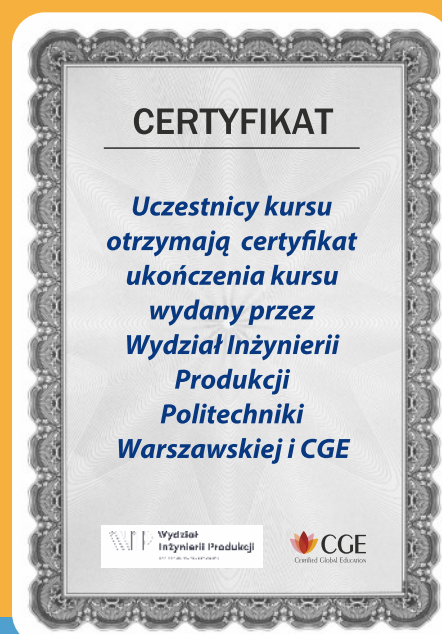 CERTYFIKAT
Uczestnicy kursu
otrzymają certyfikat
ukończenia kursu
wydany przez
Wydział Inżynierii
Produkcji
Politechniki
Warszawskiej i CGE
Wydział
Inżynierii Produkcji
CGE
Certified Global Education